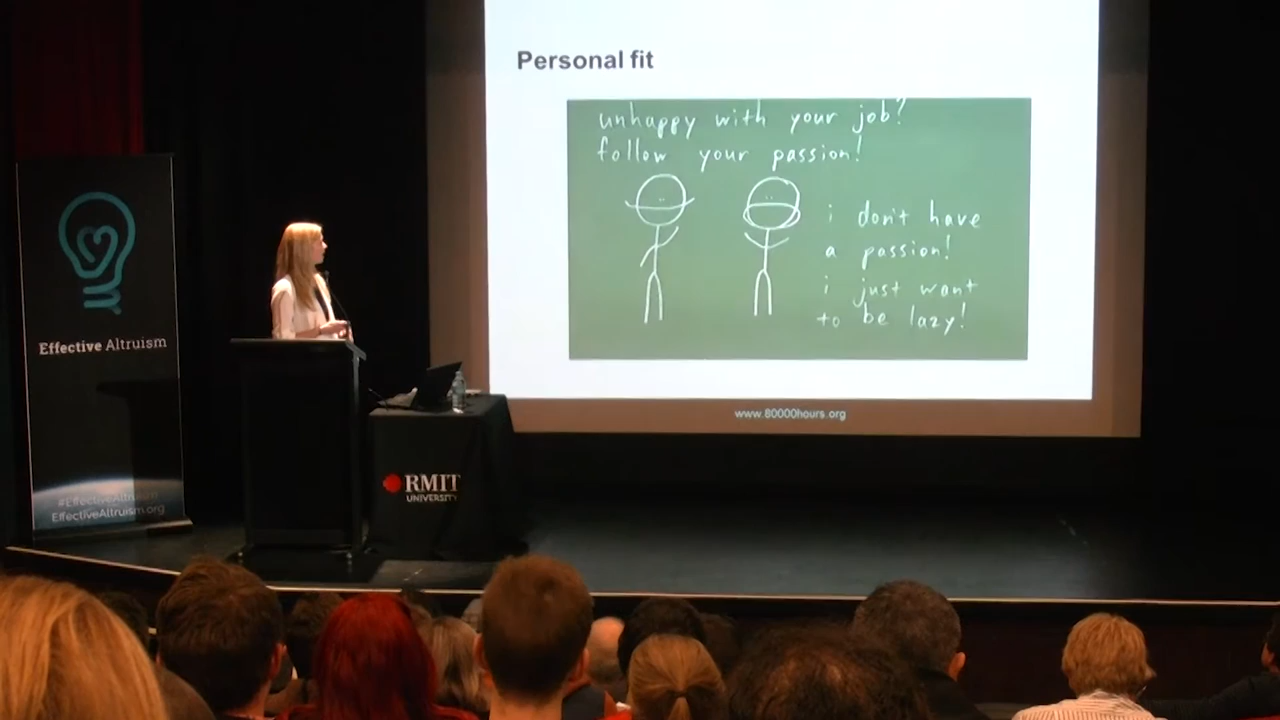 Personal fit
unhappy with your job?
follow your passion!
i don't have
a passion!
i just want
to be lazy!
www.80000hours.org
Effective Altruism
#EffectiveAltruism
EffectiveAltruism.org
RMIT
UNIVERSITY